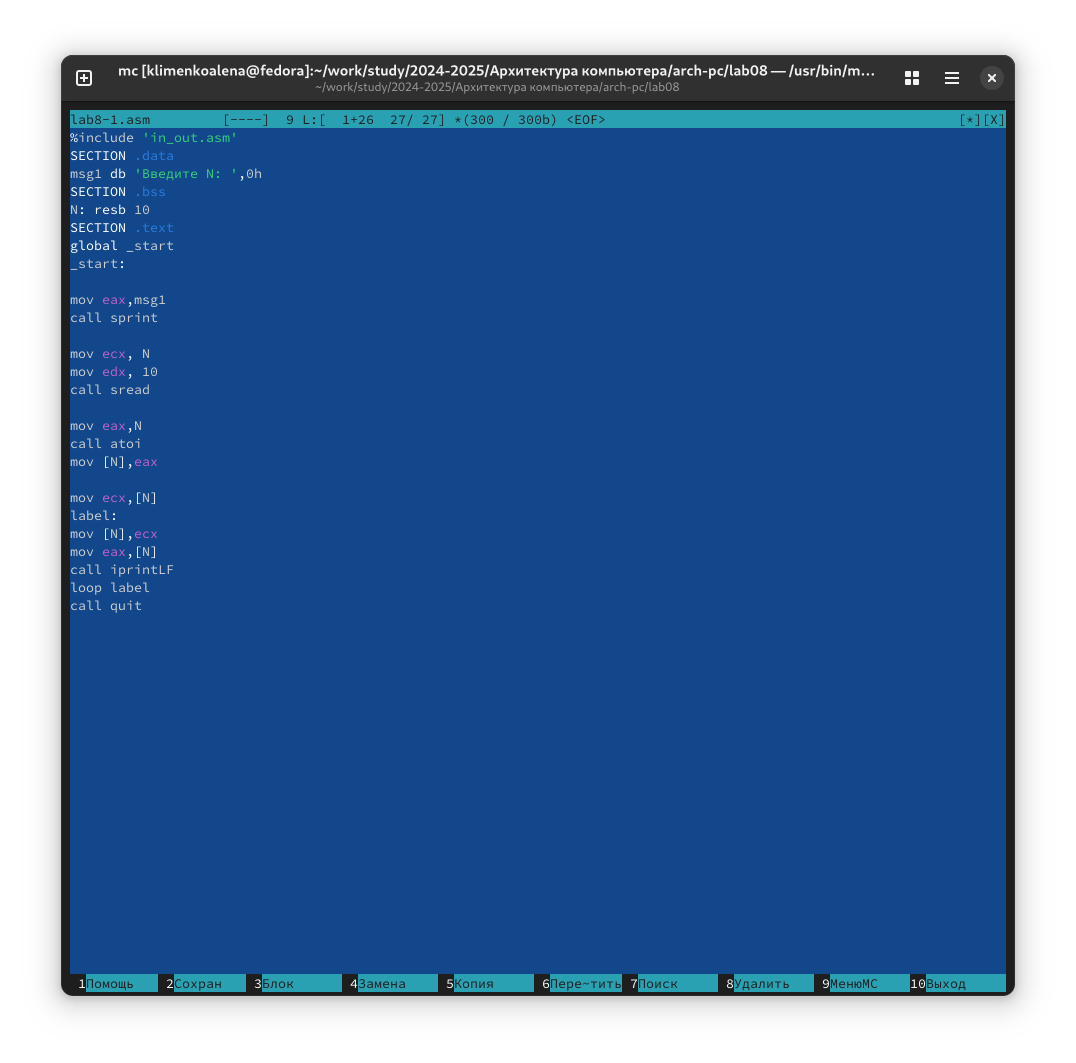 mc [klimenkoalena@fedora]:~/work/study/2024-2025/Архитектура компьютера/arch-pc/lab08 — /usr/bin/m…
~/work/study/2024-2025/Архитектура компьютера/arch-pc/lab08
lab8-1.asm         [----]  9 L:[  1+26  27/ 27] *(300 / 300b) <EOF>                                            [*][X]
%include 'in_out.asm'
SECTION .data
msg1 db 'Введите N: ',0h
SECTION .bss
N: resb 10
SECTION .text
global _start
_start:
mov eax,msg1
call sprint
mov ecx, N
mov edx, 10
call sread
mov eax,N
call atoi
mov [N],eax
mov ecx,[N]
label:
mov [N],ecx
mov eax,[N]
call iprintLF
loop label
call quit
1Помощь 2Сохран 3Блок 4Замена 5Копия 6Пере~тить 7Поиск 8Удалить 9МенюMC 10Выход